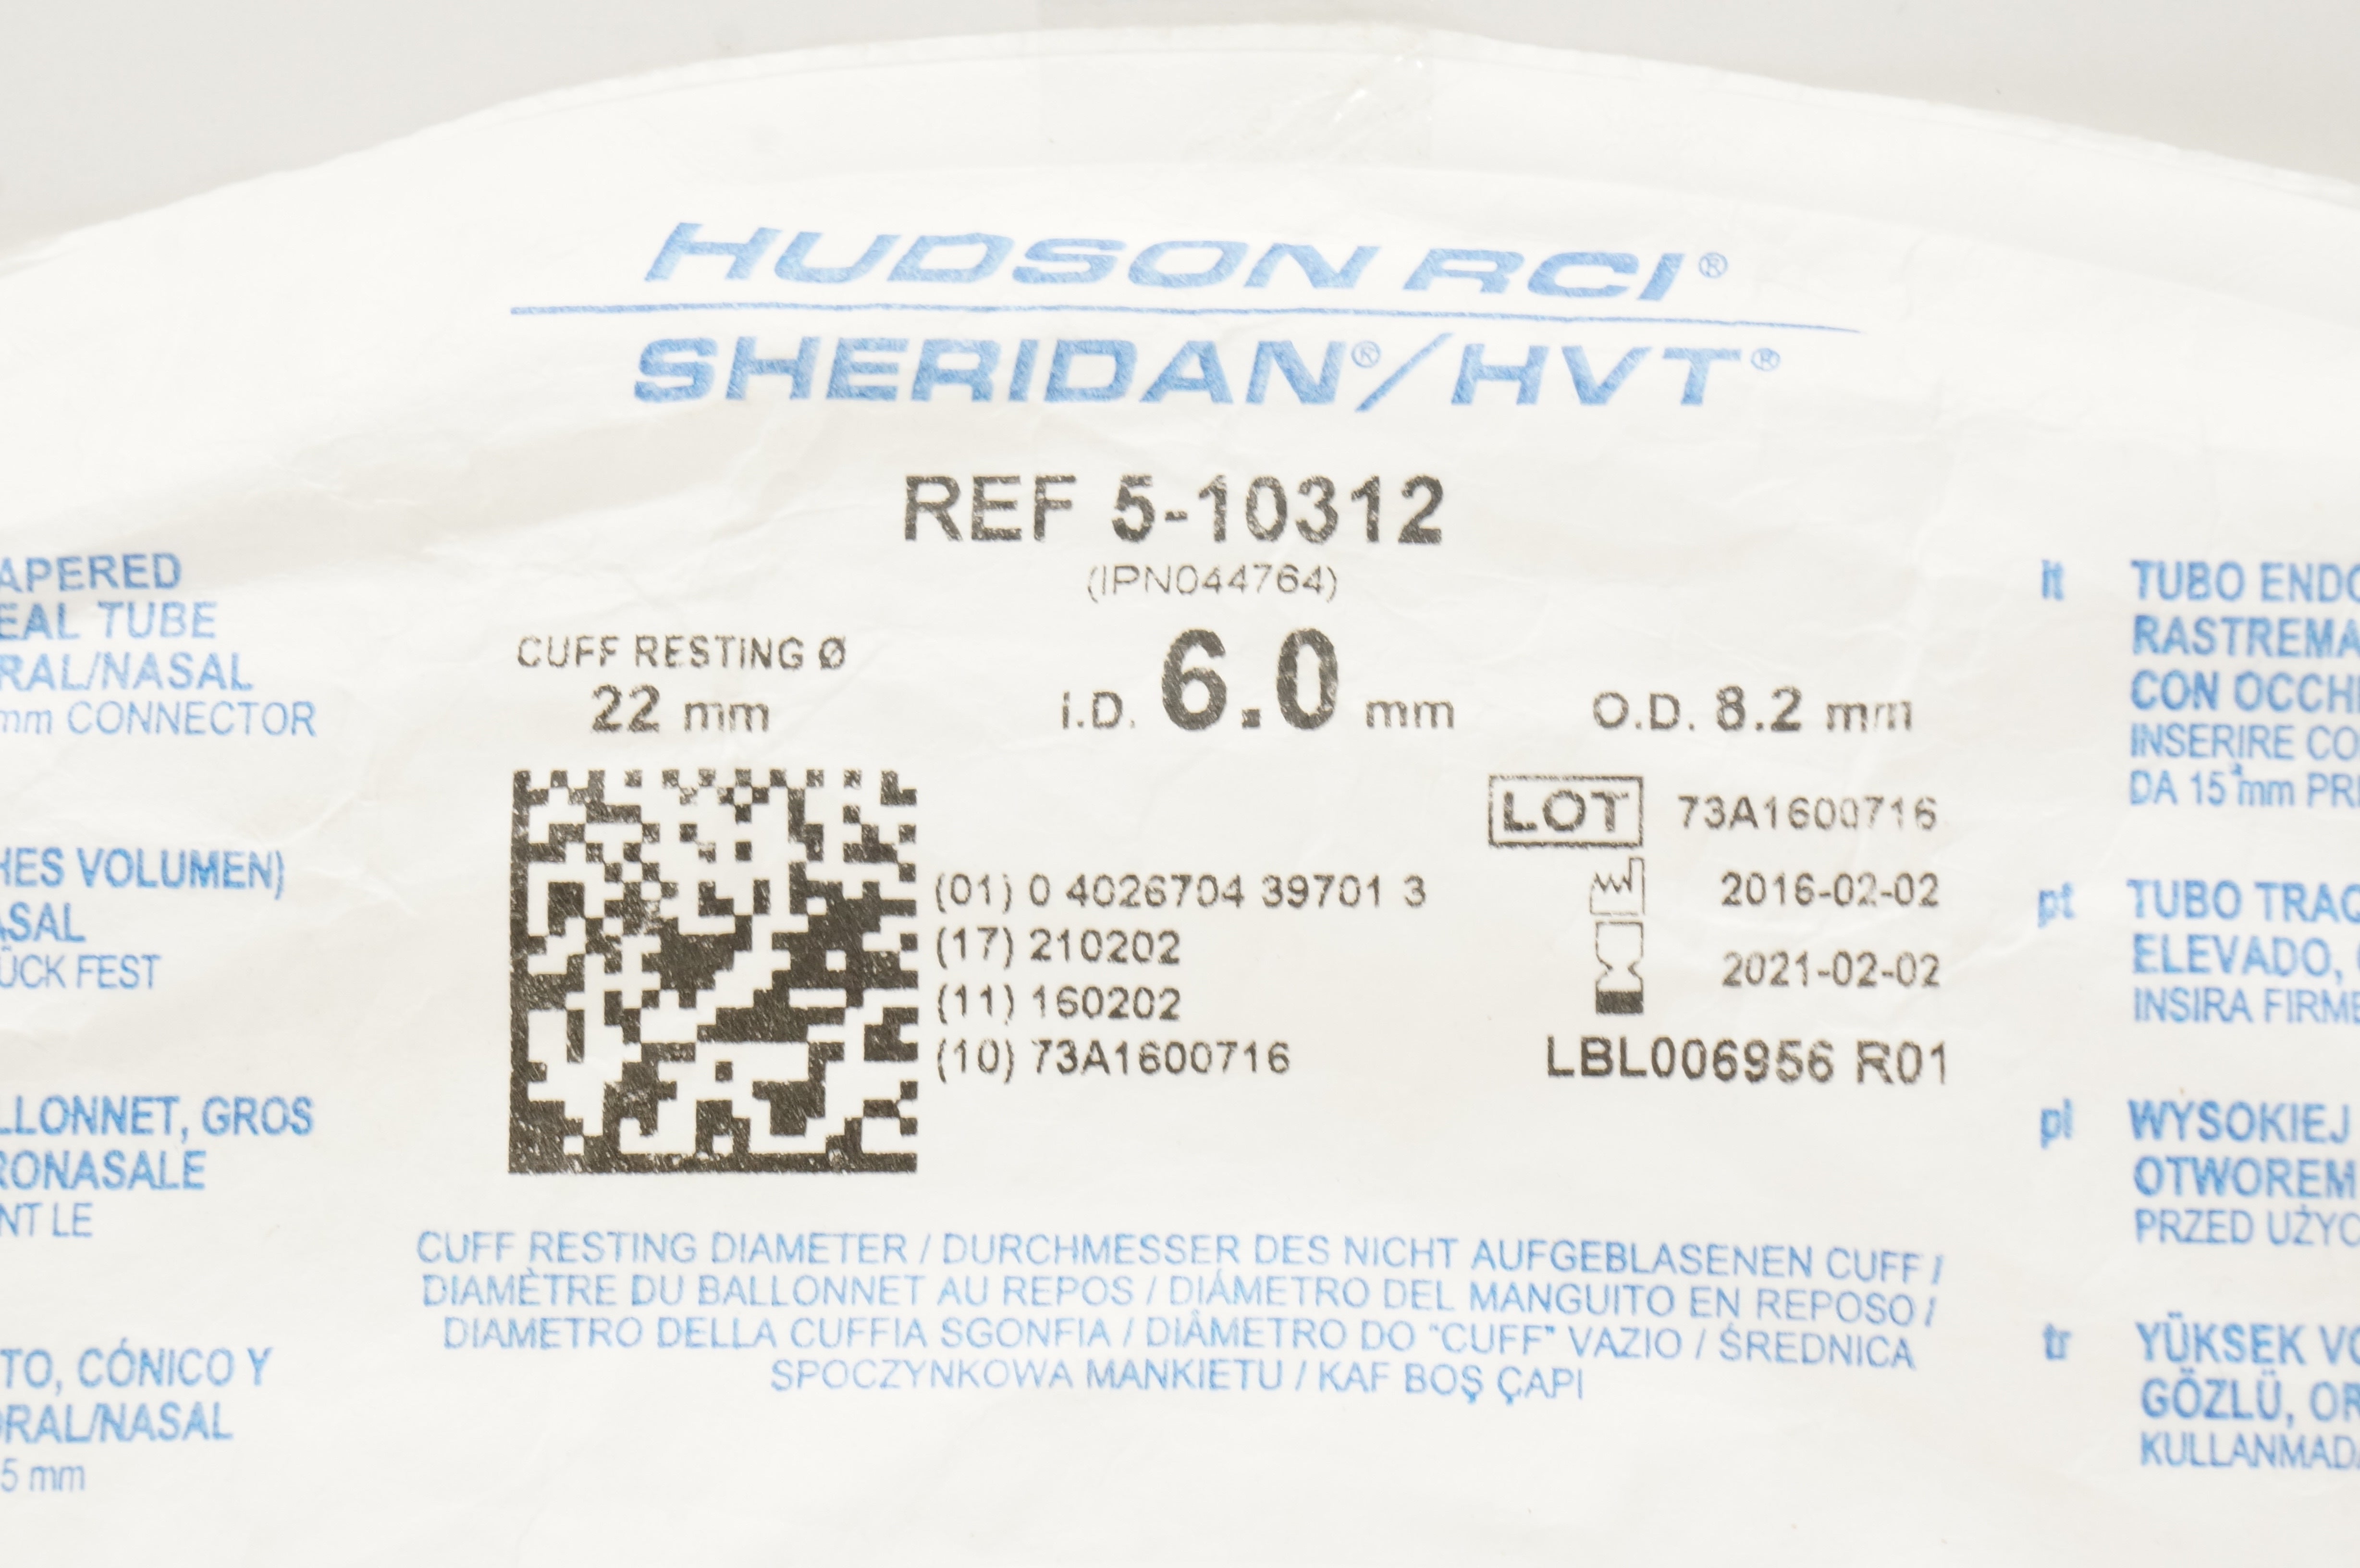 HUDSON RCI®
SHERIDAN®/HVT®
REF 5-10312
(IPN044764)
CUFF RESTING Ø
22 mm
I.D. 6.0 mm
O.D. 8.2 mm
LOT 73A1600716
2016-02-02
2021-02-02
LBL006956 R01
(01) 0 4026704 39701 3
(17) 210202
(11) 160202
(10) 73A1600716
CUFF RESTING DIAMETER / DURCHMESSER DES NICHT AUFGEBLASENEN CUFF /
DIAMÈTRE DU BALLONNET AU REPOS / DIÁMETRO DEL MANGUITO EN REPOSO /
DIAMETRO DELLA CUFFIA SGONFIA / DIÂMETRO DO "CUFF" VAZIO / ŚREDNICA
SPOCZYNKOWA MANKIETU / KAF BOŞ ÇAPI
APERED
EAL TUBE
RAL/NASAL
mm CONNECTOR
HES VOLUMEN)
ASAL
ÜCK FEST
LLONNET, GROS
RONASALE
NT LE
TO, CÓNICO Y
ORAL/NASAL
5 mm
it TUBO ENDO
RASTREMA
CON OCCHI
INSERIRE CO
DA 15 mm PRI
pt TUBO TRAQ
ELEVADO,
INSIRA FIRME
pl WYSOKIEJ
OTWOREM
PRZED UŻYC
tr YÜKSEK VO
GÖZLÜ, OR
KULLANMADA